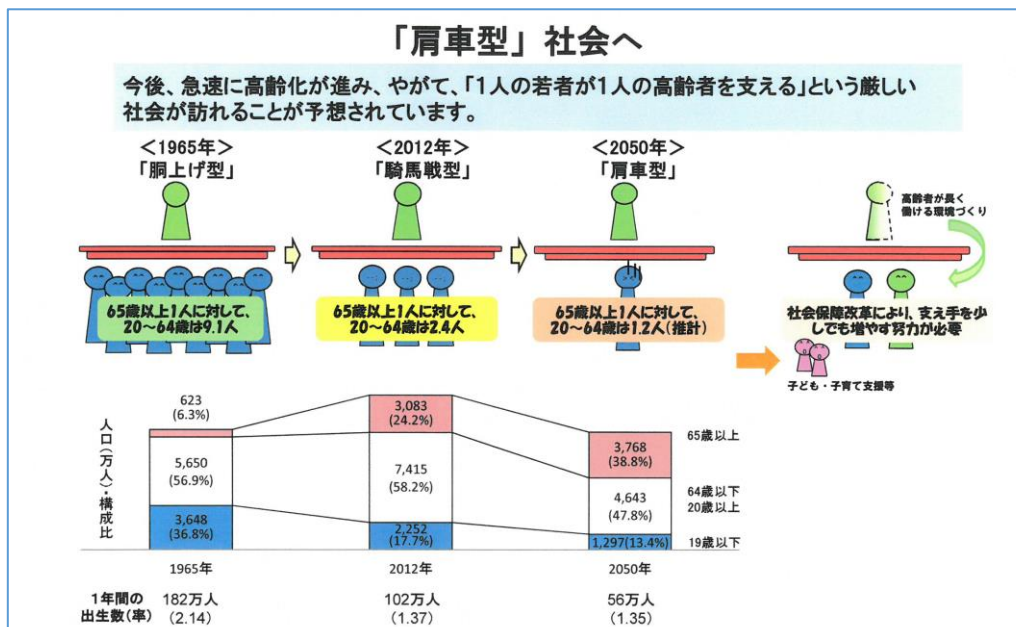 「肩車型」社会へ
今後、急速に高齢化が進み、やがて、「1人の若者が1人の高齢者を支える」という厳しい
社会が訪れることが予想されています。
<1965年>
「胴上げ型」
<2012年>
「騎馬戦型」
<2050年>
「肩車型」
高齢者が長く
働ける環境づくり
65歳以上1人に対して、
20~64歳は9.1人
65歳以上1人に対して、
20~64歳は2.4人
65歳以上1人に対して、
20~64歳は1.2人(推計)
社会保障改革により、支え手を少
しでも増やす努力が必要
子ども・子育て支援等
人口(万人)・構成比
623
(6.3%)
5,650
(56.9%)
3,648
(36.8%)
3,083
(24.2%)
7,415
(58.2%)
2,252
(17.7%)
3,768
(38.8%)
4,643
(47.8%)
1,297(13.4%)
65歳以上
64歳以下
20歳以上
19歳以下
1965年
2012年
2050年
1年間の
出生数(率)
182万人
(2.14)
102万人
(1.37)
56万人
(1.35)